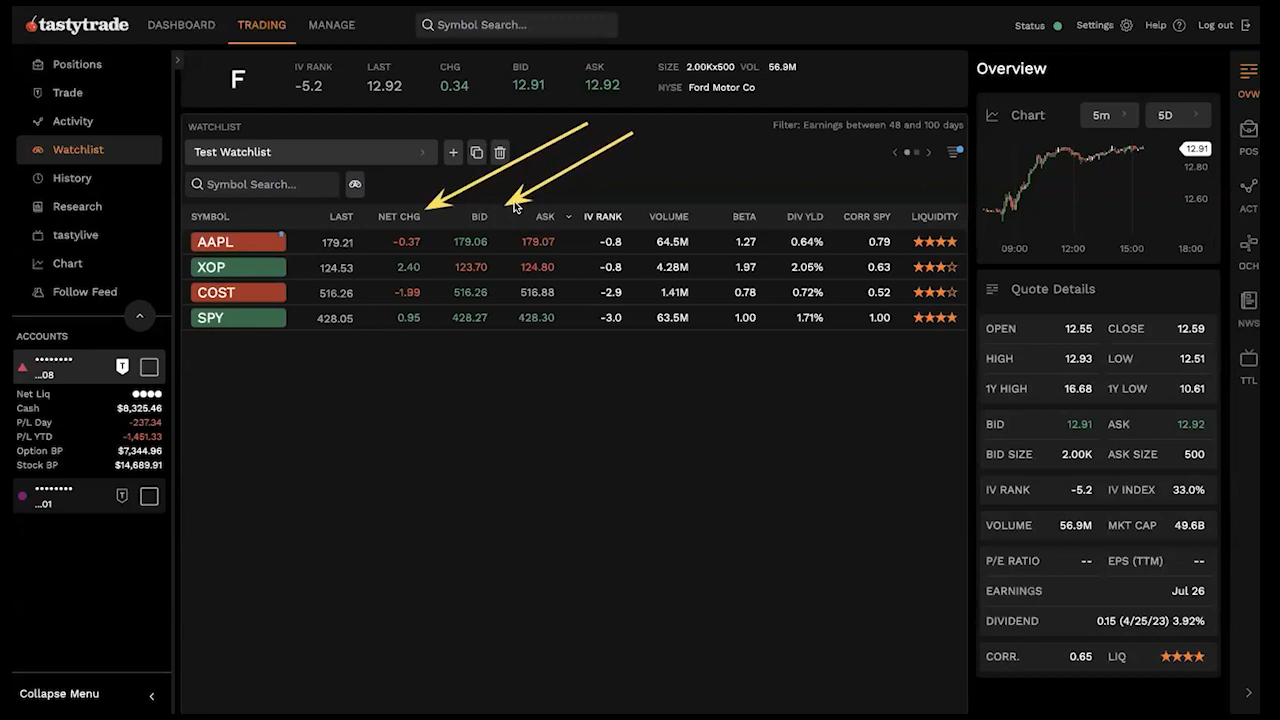 tastytrade DASHBOARD TRADING MANAGE Symbol Search... Status Settings Help ? Log out
Positions
Trade
Activity
Watchlist
History
Research
tastylive
Chart
Follow Feed
ACCOUNTS
...08
Net Liq
Cash $8,325.46
P/L Day -237.34
P/L YTD -1,451.33
Option BP $7,344.96
Stock BP $14,689.91
...01
Collapse Menu
F IV RANK LAST CHG BID ASK SIZE 2.00Kx500 VOL 56.9M
-5.2 12.92 0.34 12.91 12.92 NYSE Ford Motor Co
WATCHLIST Filter: Earnings between 48 and 100 days
Test Watchlist
Symbol Search...
SYMBOL LAST NET CHG BID ASK IV RANK VOLUME BETA DIV YLD CORR SPY LIQUIDITY
AAPL 179.21 -0.37 179.06 179.07 -0.8 64.5M 1.27 0.64% 0.79
XOP 124.53 2.40 123.70 124.80 -0.8 4.28M 1.97 2.05% 0.63
COST 516.26 -1.99 516.26 516.88 -2.9 1.41M 0.78 0.72% 0.52
SPY 428.05 0.95 428.27 428.30 -3.0 63.5M 1.00 1.71% 1.00
Overview
Chart 5m 5D
12.91
12.80
12.60
09:00 12:00 15:00 18:00
Quote Details
OPEN 12.55 CLOSE 12.59
HIGH 12.93 LOW 12.51
1Y HIGH 16.68 1Y LOW 10.61
BID 12.91 ASK 12.92
BID SIZE 2.00K ASK SIZE 500
IV RANK -5.2 IV INDEX 33.0%
VOLUME 56.9M MKT CAP 49.6B
P/E RATIO -- EPS (TTM) --
EARNINGS Jul 26
DIVIDEND 0.15 (4/25/23) 3.92%
CORR. 0.65 LIQ
OVW
POS
ACT
OCH
NWS
TTL